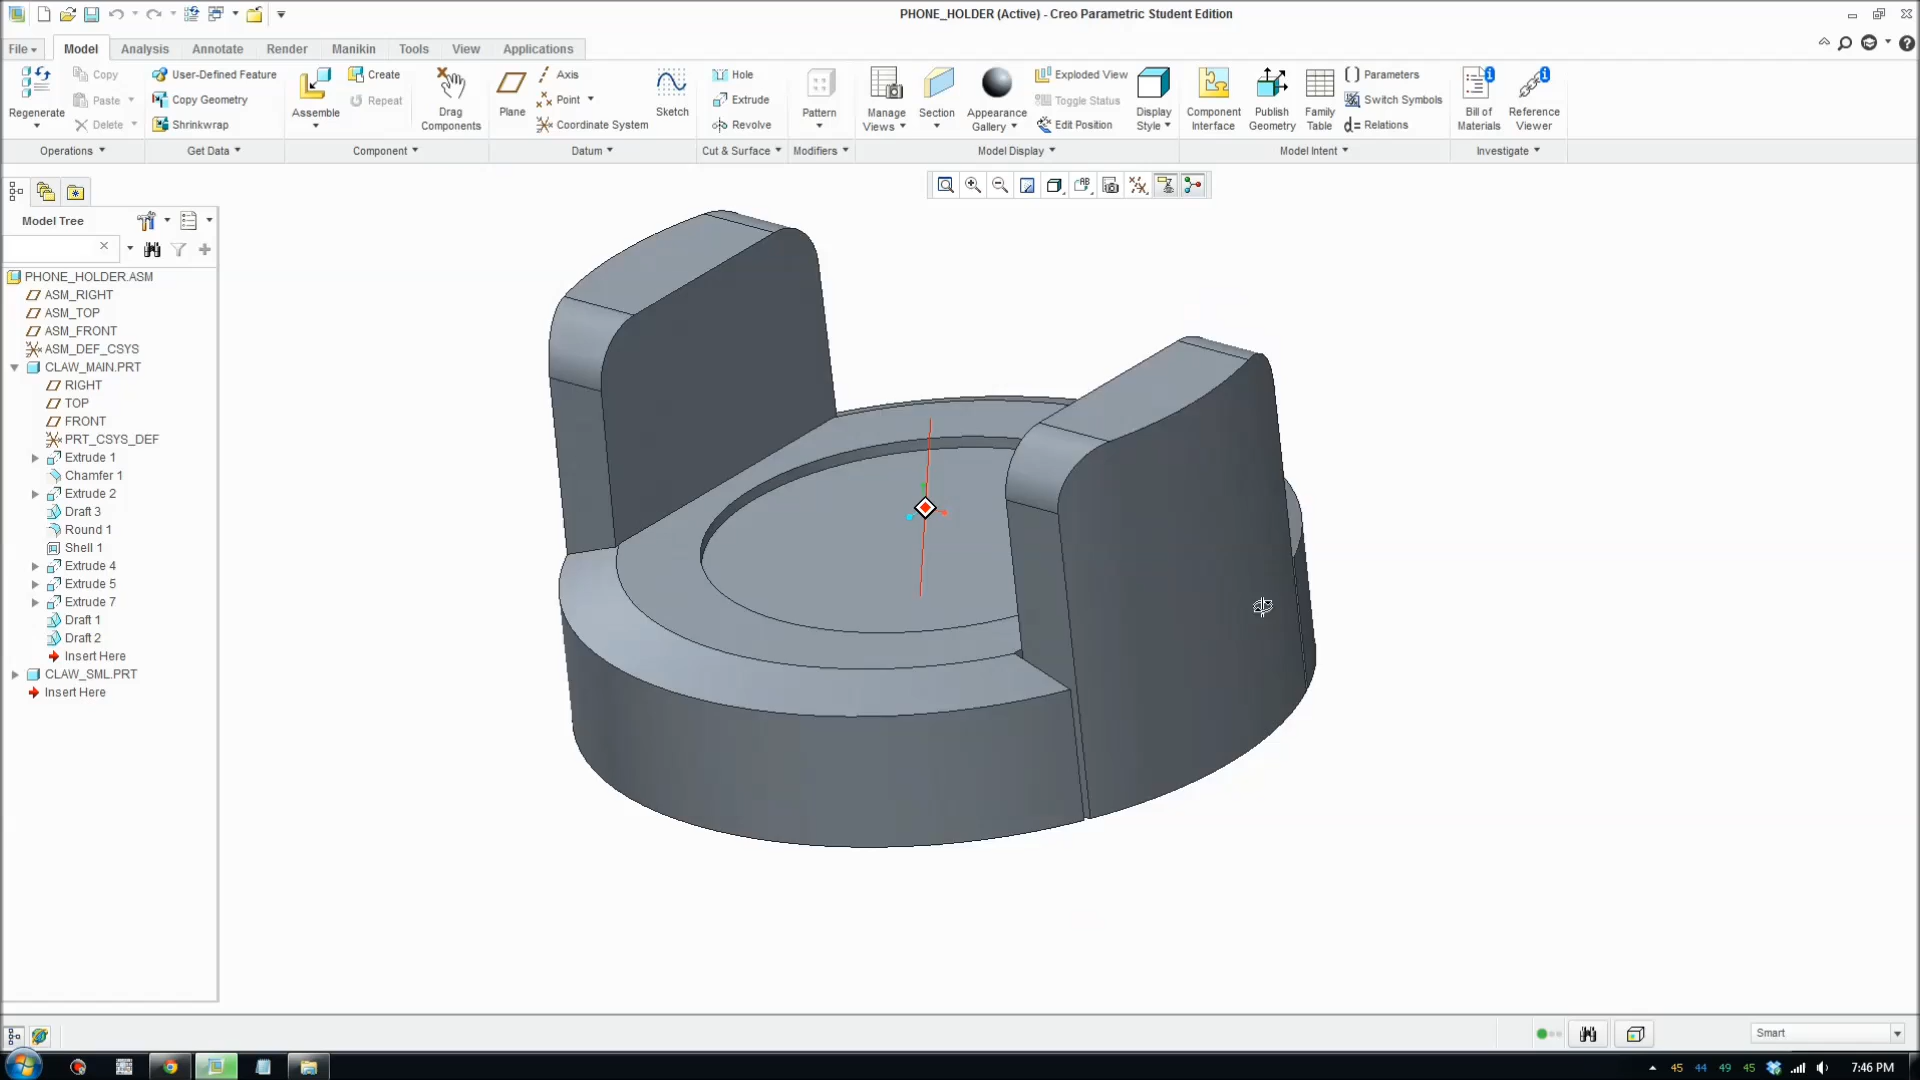 PHONE_HOLDER (Active) - Creo Parametric Student Edition
File Model Analysis Annotate Render Manikin Tools View Applications
Regenerate
Copy
Paste
Delete
User-Defined Feature
Copy Geometry
Shrinkwrap
Assemble
Create
Repeat
Drag
Components
Plane
Axis
Point
Coordinate System
Sketch
Hole
Extrude
Revolve
Pattern
Manage
Views
Section
Appearance
Gallery
Exploded View
Toggle Status
Edit Position
Display
Style
Component
Interface
Publish
Geometry
Family
Table
Parameters
Switch Symbols
d= Relations
Bill of
Materials
Reference
Viewer
Operations Get Data Component Datum Cut & Surface Modifiers Model Display Model Intent Investigate
Model Tree
PHONE_HOLDER.ASM
ASM_RIGHT
ASM_TOP
ASM_FRONT
ASM_DEF_CSYS
CLAW_MAIN.PRT
RIGHT
TOP
FRONT
PRT_CSYS_DEF
Extrude 1
Chamfer 1
Extrude 2
Draft 3
Round 1
Shell 1
Extrude 4
Extrude 5
Extrude 7
Draft 1
Draft 2
Insert Here
CLAW_SML.PRT
Insert Here
Smart
45 44 49 45 7:46 PM